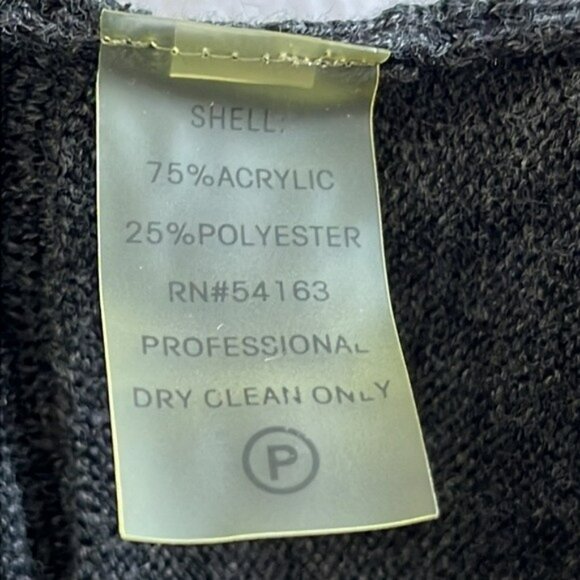 SHELL:
75%ACRYLIC
25%POLYESTER
RN#54163
PROFESSIONAL
DRY CLEAN ONLY
P